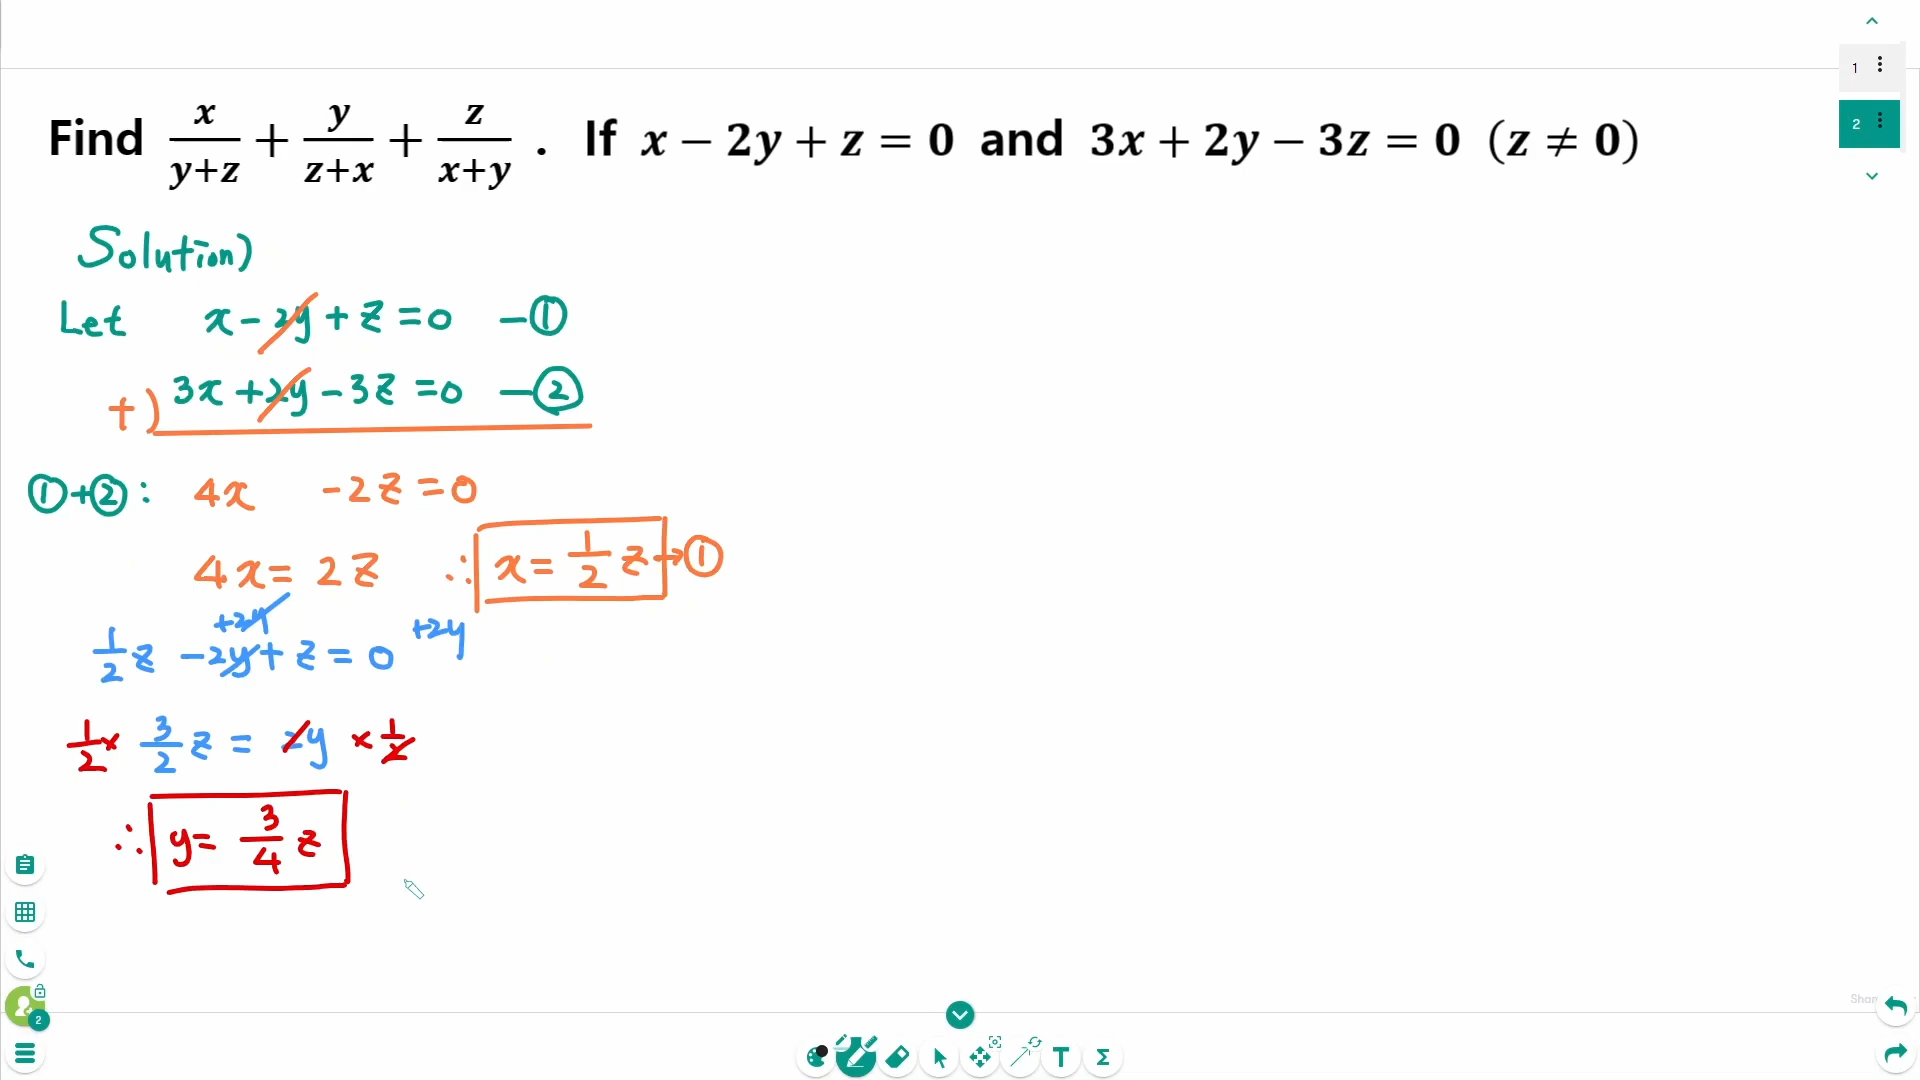 Find x/(y+z) + y/(z+x) + z/(x+y) . If x − 2y + z = 0 and 3x + 2y − 3z = 0 (z ≠ 0)
Solution)
Let x - 2y + z = 0 - ①
+) 3x + 2y - 3z = 0 - ②
①+② : 4x -2z = 0
4x = 2z ∴ x = 1/2 z → ①
+2y +2y
1/2 z - 2y + z = 0
1/2 × 3/2 z = 2y × 1/2
∴ y = 3/4 z
1
2
2
T
Σ